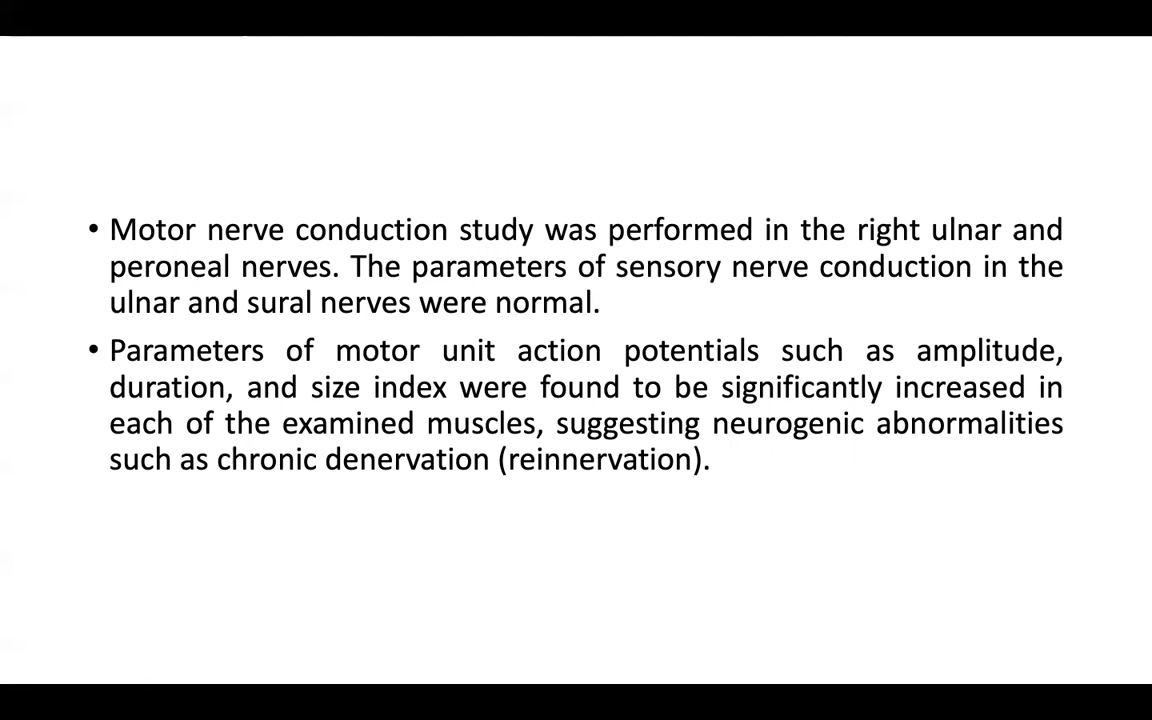 • Motor nerve conduction study was performed in the right ulnar and
peroneal nerves. The parameters of sensory nerve conduction in the
ulnar and sural nerves were normal.
• Parameters of motor unit action potentials such as amplitude,
duration, and size index were found to be significantly increased in
each of the examined muscles, suggesting neurogenic abnormalities
such as chronic denervation (reinnervation).